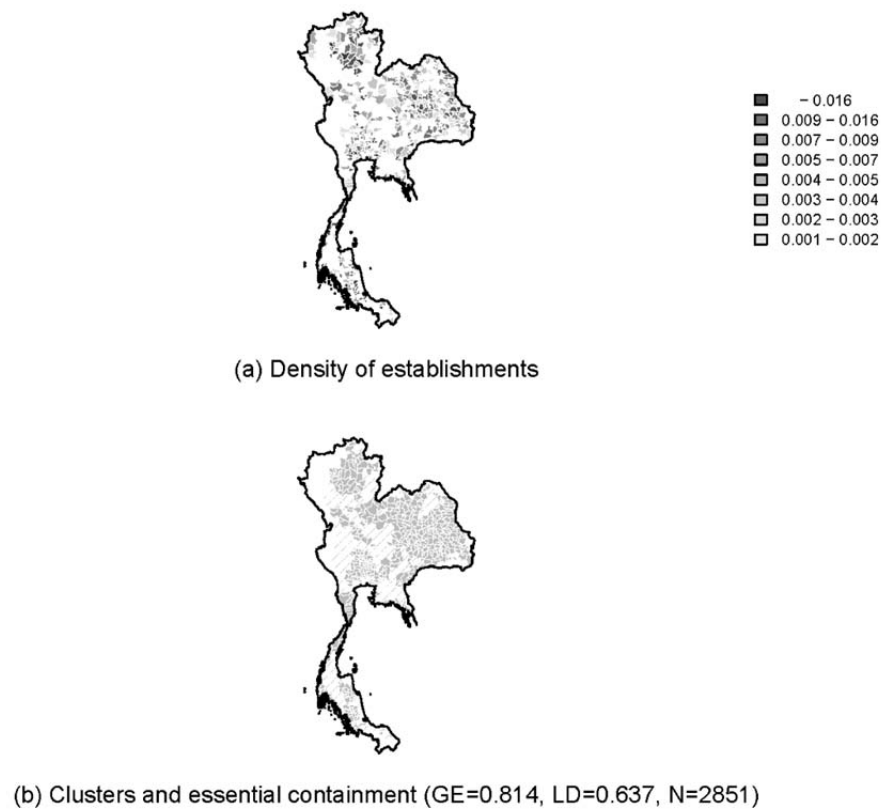 − 0.016
0.009 − 0.016
0.007 − 0.009
0.005 − 0.007
0.004 − 0.005
0.003 − 0.004
0.002 − 0.003
0.001 − 0.002
(a) Density of establishments
(b) Clusters and essential containment (GE=0.814, LD=0.637, N=2851)